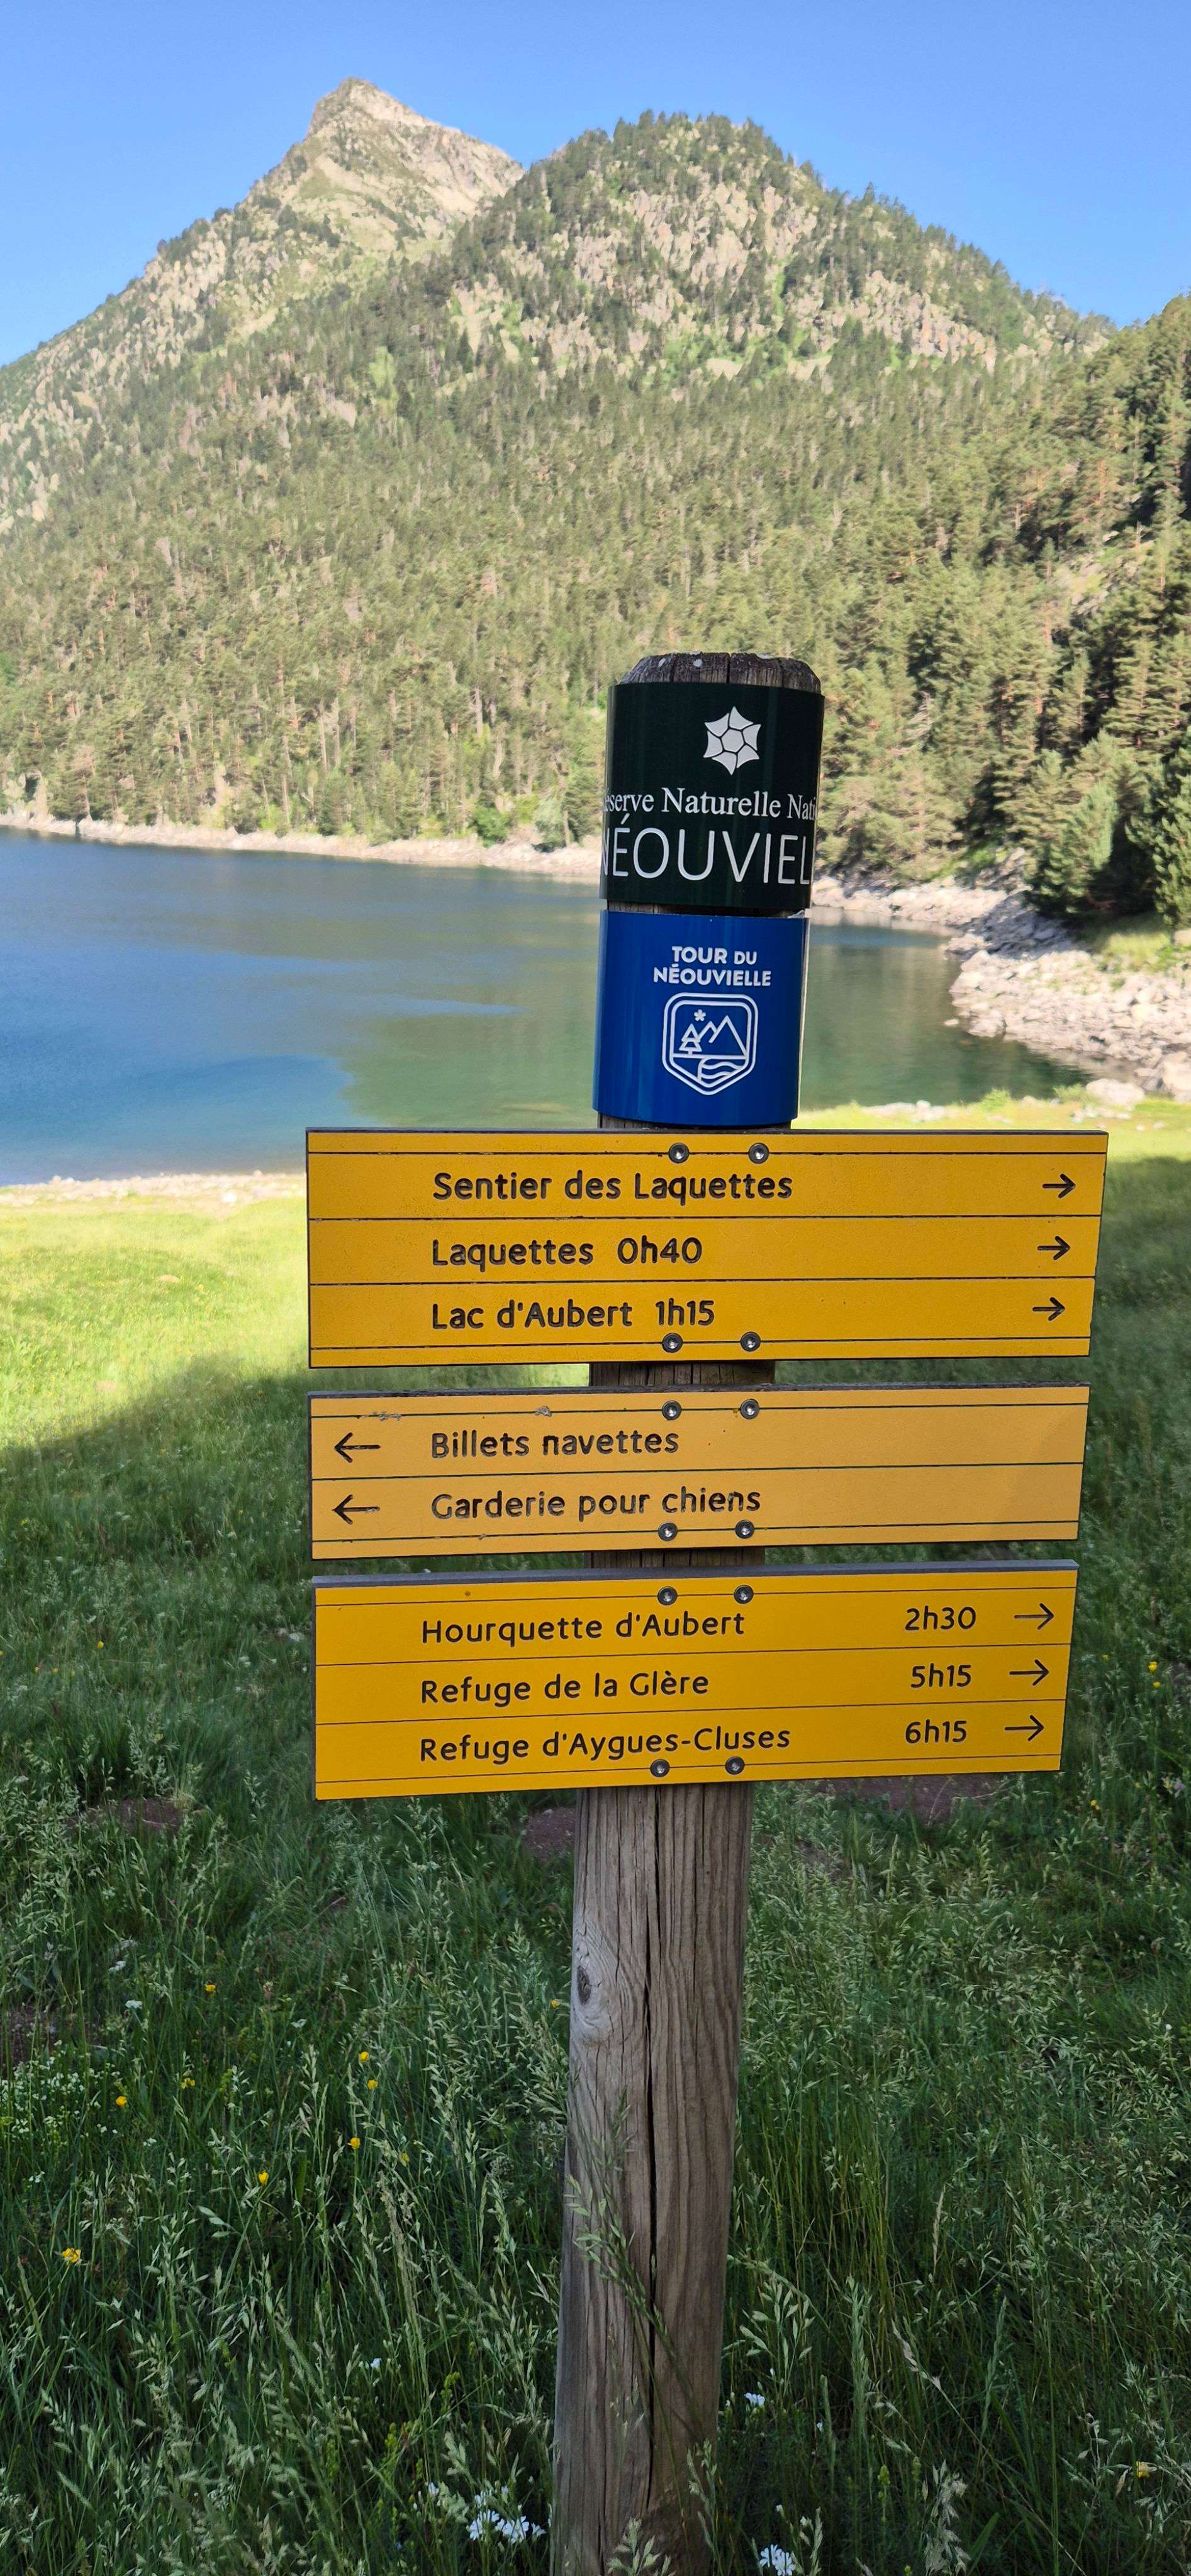 Réserve Naturelle Nati
NÉOUVIEL
TOUR DU
NÉOUVIELLE
Sentier des Laquettes →
Laquettes 0h40 →
Lac d'Aubert 1h15 →
← Billets navettes
← Garderie pour chiens
Hourquette d'Aubert 2h30 →
Refuge de la Glère 5h15 →
Refuge d'Aygues-Cluses 6h15 →